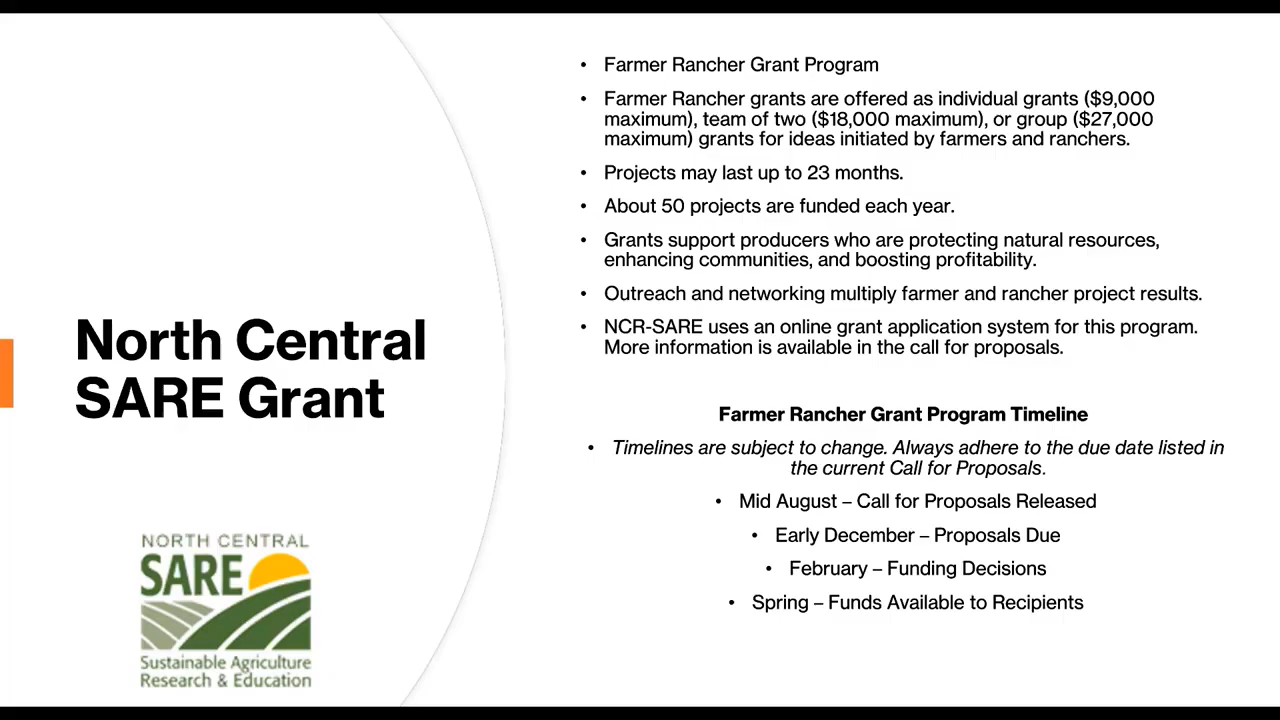 North Central
SARE Grant
NORTH CENTRAL
SARE
Sustainable Agriculture
Research & Education
• Farmer Rancher Grant Program
• Farmer Rancher grants are offered as individual grants ($9,000
maximum), team of two ($18,000 maximum), or group ($27,000
maximum) grants for ideas initiated by farmers and ranchers.
• Projects may last up to 23 months.
• About 50 projects are funded each year.
• Grants support producers who are protecting natural resources,
enhancing communities, and boosting profitability.
• Outreach and networking multiply farmer and rancher project results.
• NCR-SARE uses an online grant application system for this program.
More information is available in the call for proposals.
Farmer Rancher Grant Program Timeline
• Timelines are subject to change. Always adhere to the due date listed in
the current Call for Proposals.
• Mid August – Call for Proposals Released
• Early December – Proposals Due
• February – Funding Decisions
• Spring – Funds Available to Recipients